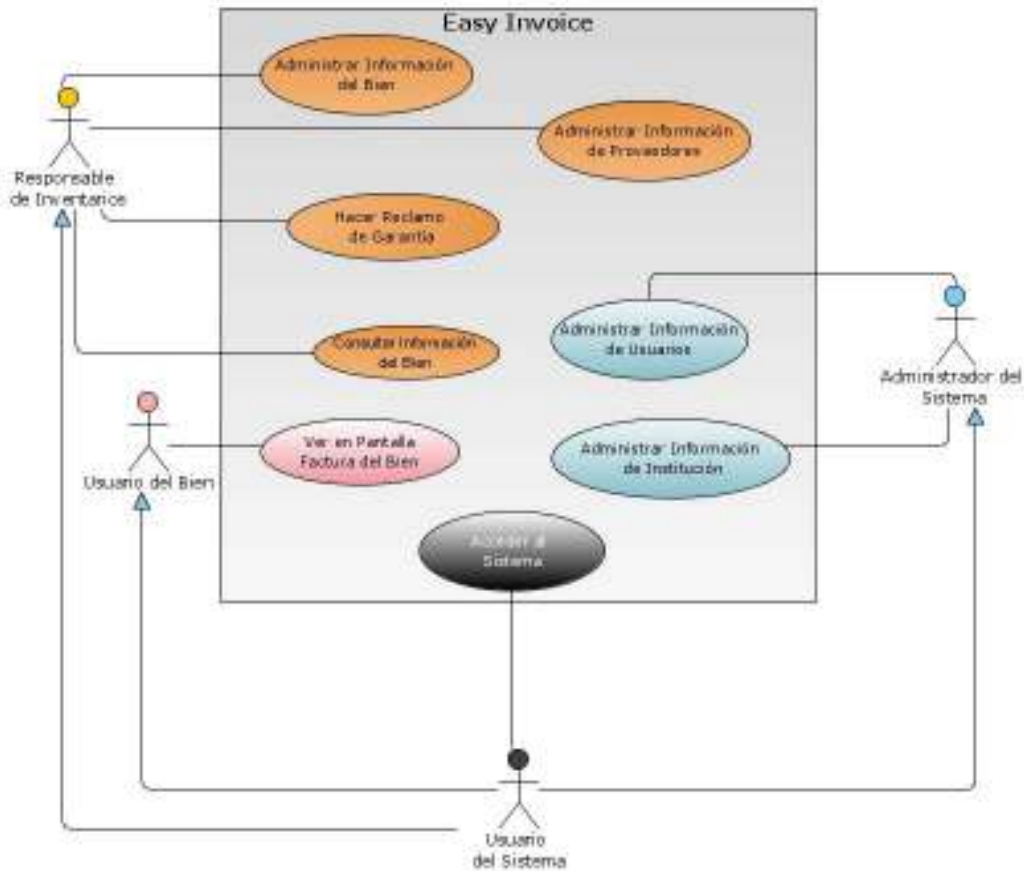 Easy Invoice
Administrar Información
del Bien
Administrar Información
de Proveedores
Responsable
de Inventarios
Hacer Reclamo
de Garantía
Consultar Información
del Bien
Administrar Información
de Usuarios
Administrador del
Sistema
Ver en Pantalla
Factura del Bien
Administrar Información
de Institución
Usuario del Bien
Acceder al
Sistema
Usuario
del Sistema